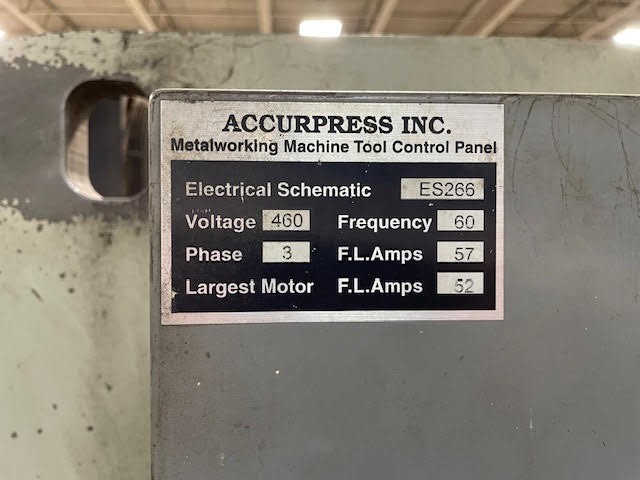 ACCURPRESS INC.
Metalworking Machine Tool Control Panel
Electrical Schematic ES266
Voltage 460 Frequency 60
Phase 3 F.L.Amps 57
Largest Motor F.L.Amps 52